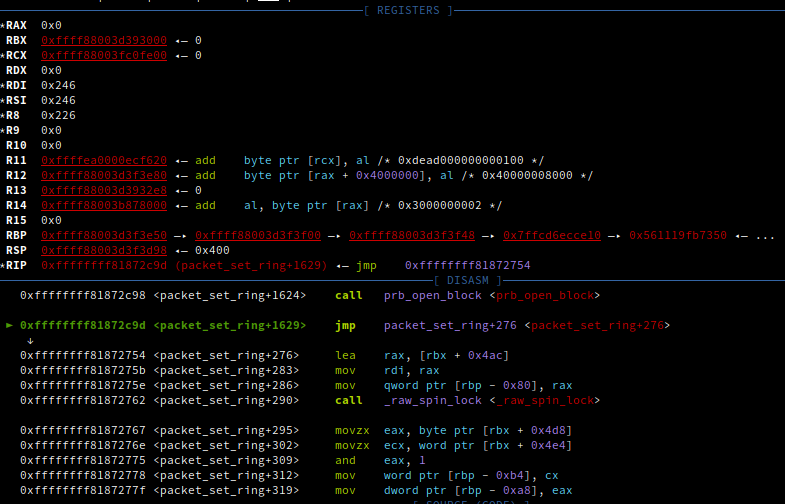 [ REGISTERS ]
*RAX 0x0
RBX 0xffff88003d393000 ◂— 0
*RCX 0xffff88003fc0fe00 ◂— 0
RDX 0x0
*RDI 0x246
*RSI 0x246
*R8 0x226
*R9 0x0
R10 0x0
R11 0xffffea0000ecf620 ◂— add byte ptr [rcx], al /* 0xdead000000000100 */
R12 0xffff88003d3f3e80 ◂— add byte ptr [rax + 0x4000000], al /* 0x40000008000 */
R13 0xffff88003d3932e8 ◂— 0
R14 0xffff88003b878000 ◂— add al, byte ptr [rax] /* 0x3000000002 */
R15 0x0
RBP 0xffff88003d3f3e50 —▸ 0xffff88003d3f3f00 —▸ 0xffff88003d3f3f48 —▸ 0x7ffcd6ecce10 —▸ 0x561119fb7350 ◂— ...
RSP 0xffff88003d3f3d98 ◂— 0x400
*RIP 0xffffffff81872c9d (packet_set_ring+1629) ◂— jmp 0xffffffff81872754
[ DISASM ]
0xffffffff81872c98 <packet_set_ring+1624> call prb_open_block <prb_open_block>
► 0xffffffff81872c9d <packet_set_ring+1629> jmp packet_set_ring+276 <packet_set_ring+276>
↓
0xffffffff81872754 <packet_set_ring+276> lea rax, [rbx + 0x4ac]
0xffffffff8187275b <packet_set_ring+283> mov rdi, rax
0xffffffff8187275e <packet_set_ring+286> mov qword ptr [rbp - 0x80], rax
0xffffffff81872762 <packet_set_ring+290> call _raw_spin_lock <_raw_spin_lock>
0xffffffff81872767 <packet_set_ring+295> movzx eax, byte ptr [rbx + 0x4d8]
0xffffffff8187276e <packet_set_ring+302> movzx ecx, word ptr [rbx + 0x4e4]
0xffffffff81872775 <packet_set_ring+309> and eax, 1
0xffffffff81872778 <packet_set_ring+312> mov word ptr [rbp - 0xb4], cx
0xffffffff8187277f <packet_set_ring+319> mov dword ptr [rbp - 0xa8], eax